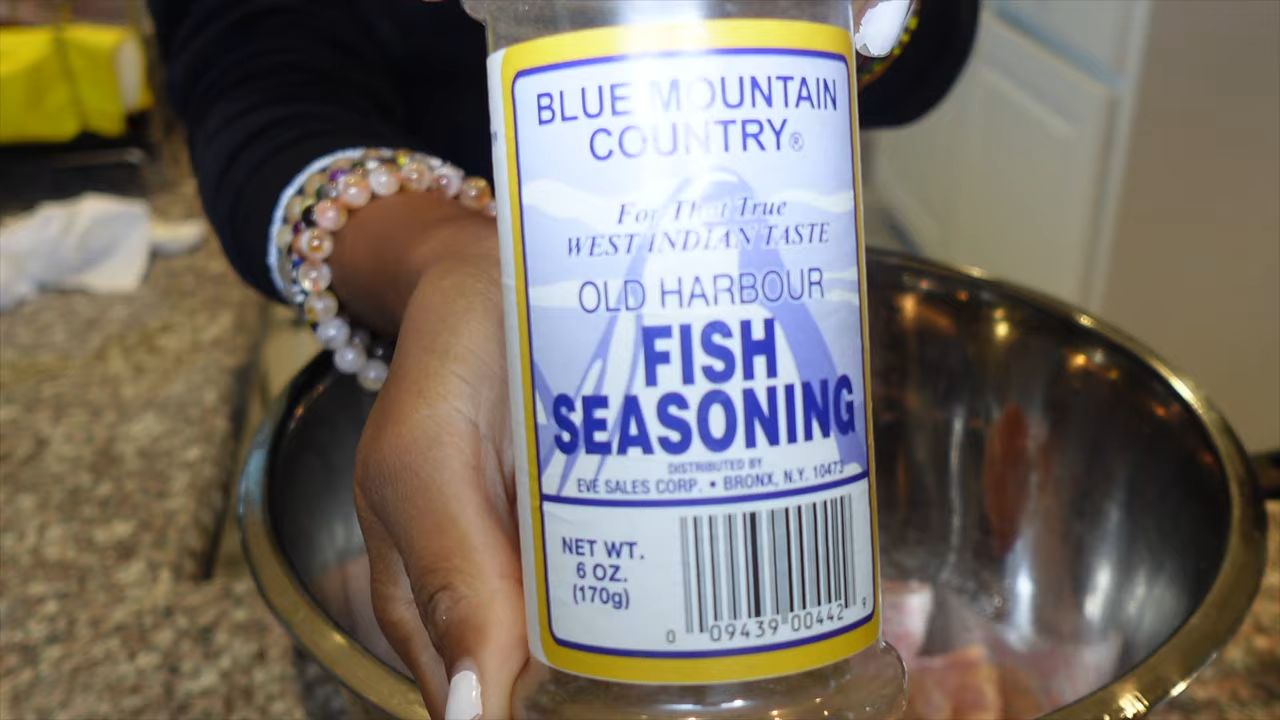 BLUE MOUNTAIN
COUNTRY®
For That True
WEST INDIAN TASTE
OLD HARBOUR
FISH
SEASONING
DISTRIBUTED BY
EVE SALES CORP. • BRONX, N.Y. 10473
NET WT.
6 OZ.
(170g)
0 09439 00442 9